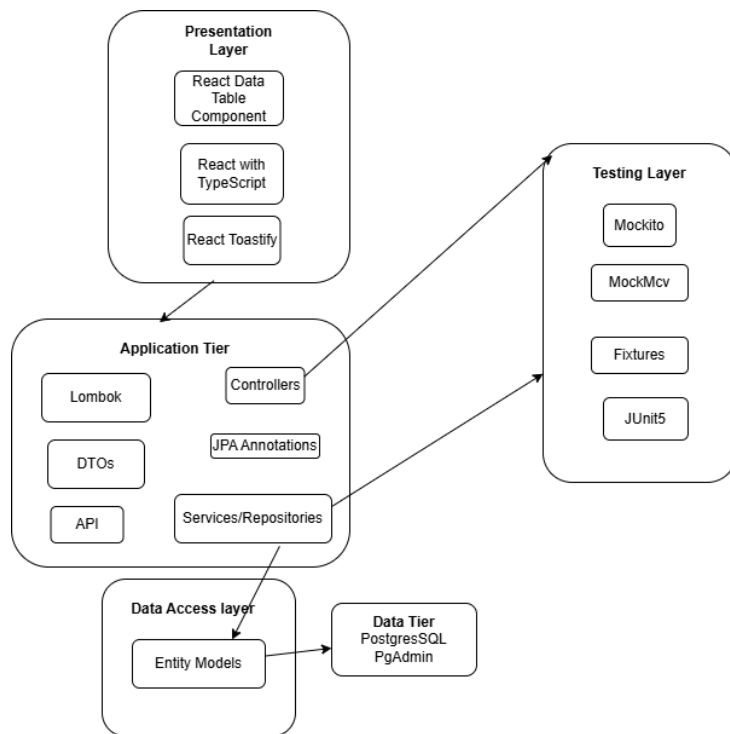 Presentation
Layer
React Data
Table
Component
React with
TypeScript
React Toastify
Application Tier
Lombok
Controllers
JPA Annotations
DTOs
Services/Repositories
API
Testing Layer
Mockito
MockMcv
Fixtures
JUnit5
Data Access layer
Entity Models
Data Tier
PostgresSQL
PgAdmin